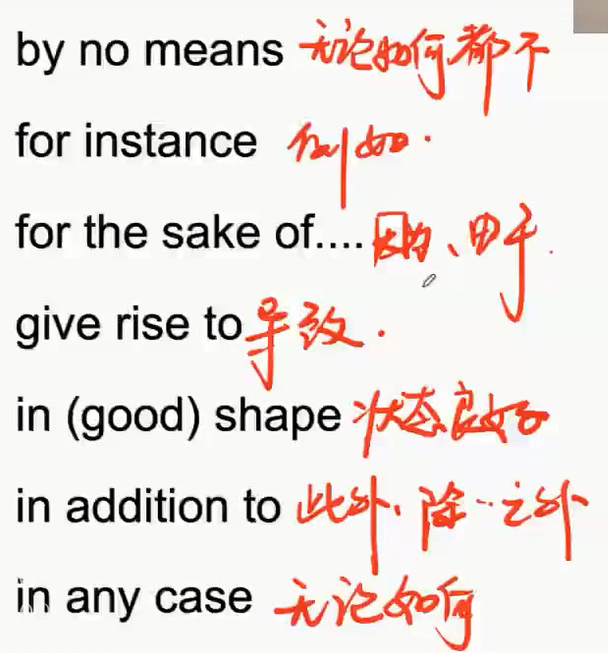 by no means 无论如何都不
for instance 例如.
for the sake of.... 因为、由于.
give rise to 导致.
in (good) shape 状态良好
in addition to 此外、除…之外
in any case 无论如何